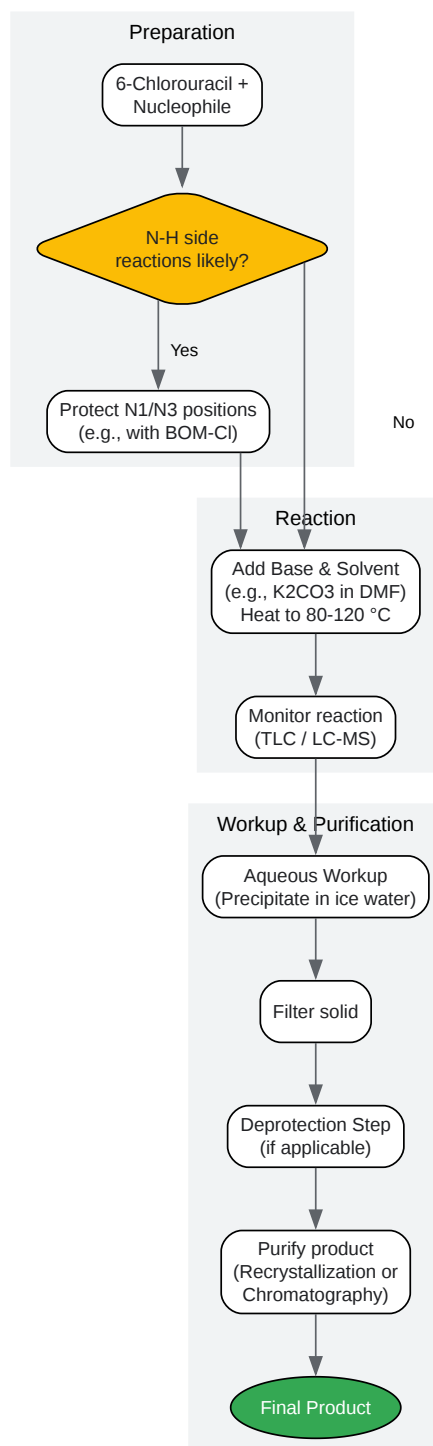 Preparation
6-Chlorouracil +
Nucleophile
N-H side
reactions likely?
Yes
Protect N1/N3 positions
(e.g., with BOM-Cl)
No
Reaction
Add Base & Solvent
(e.g., K2CO3 in DMF)
Heat to 80-120 °C
Monitor reaction
(TLC / LC-MS)
Workup & Purification
Aqueous Workup
(Precipitate in ice water)
Filter solid
Deprotection Step
(if applicable)
Purify product
(Recrystallization or
Chromatography)
Final Product